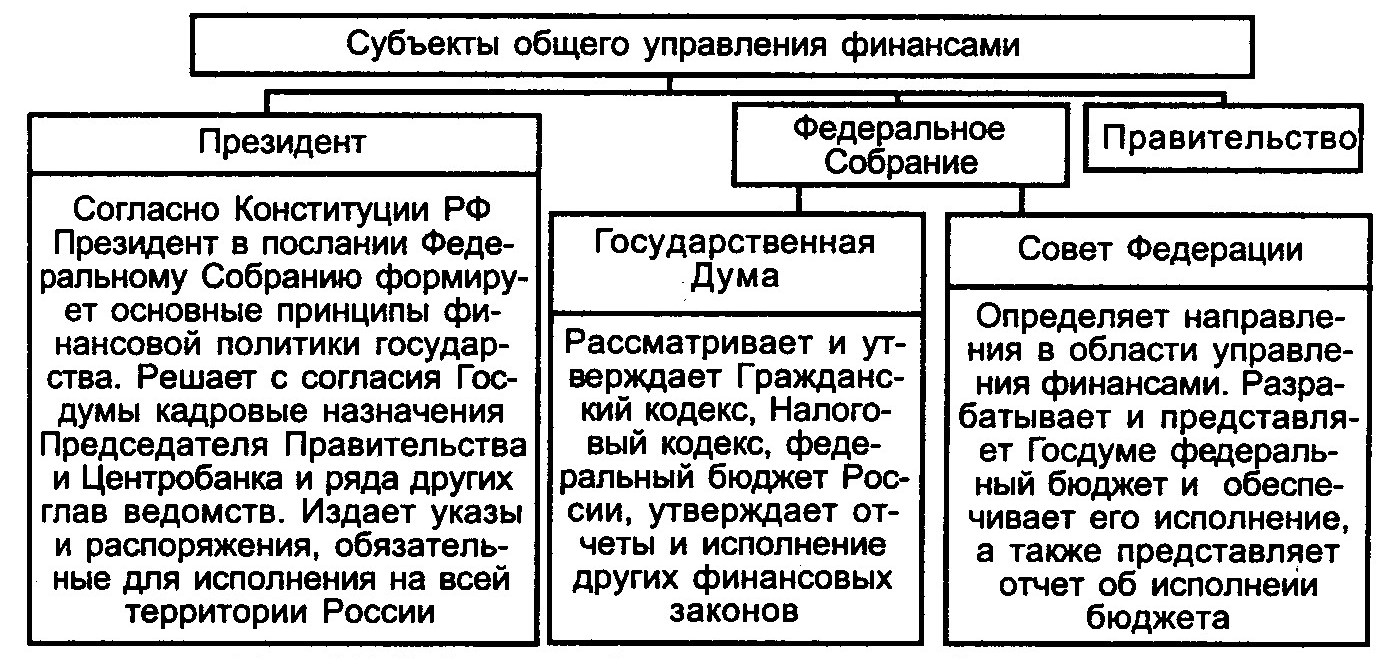 Субъекты общего управления финансами
Президент
Согласно Конституции РФ
Президент в послании Феде-
ральному Собранию формиру-
ет основные принципы фи-
нансовой политики государ-
ства. Решает с согласия Гос-
думы кадровые назначения
Председателя Правительства
и Центробанка и ряда других
глав ведомств. Издает указы
и распоряжения, обязатель-
ные для исполнения на всей
территории России
Федеральное
Собрание
Правительство
Государственная
Дума
Рассматривает и ут-
верждает Гражданс-
кий кодекс, Налого-
вый кодекс, феде-
ральный бюджет Рос-
сии, утверждает от-
четы и исполнение
других финансовых
законов
Совет Федерации
Определяет направле-
ния в области управле-
ния финансами. Разра-
батывает и представля-
ет Госдуме федераль-
ный бюджет и обеспе-
чивает его исполнение,
а также представляет
отчет об исполнеии
бюджета